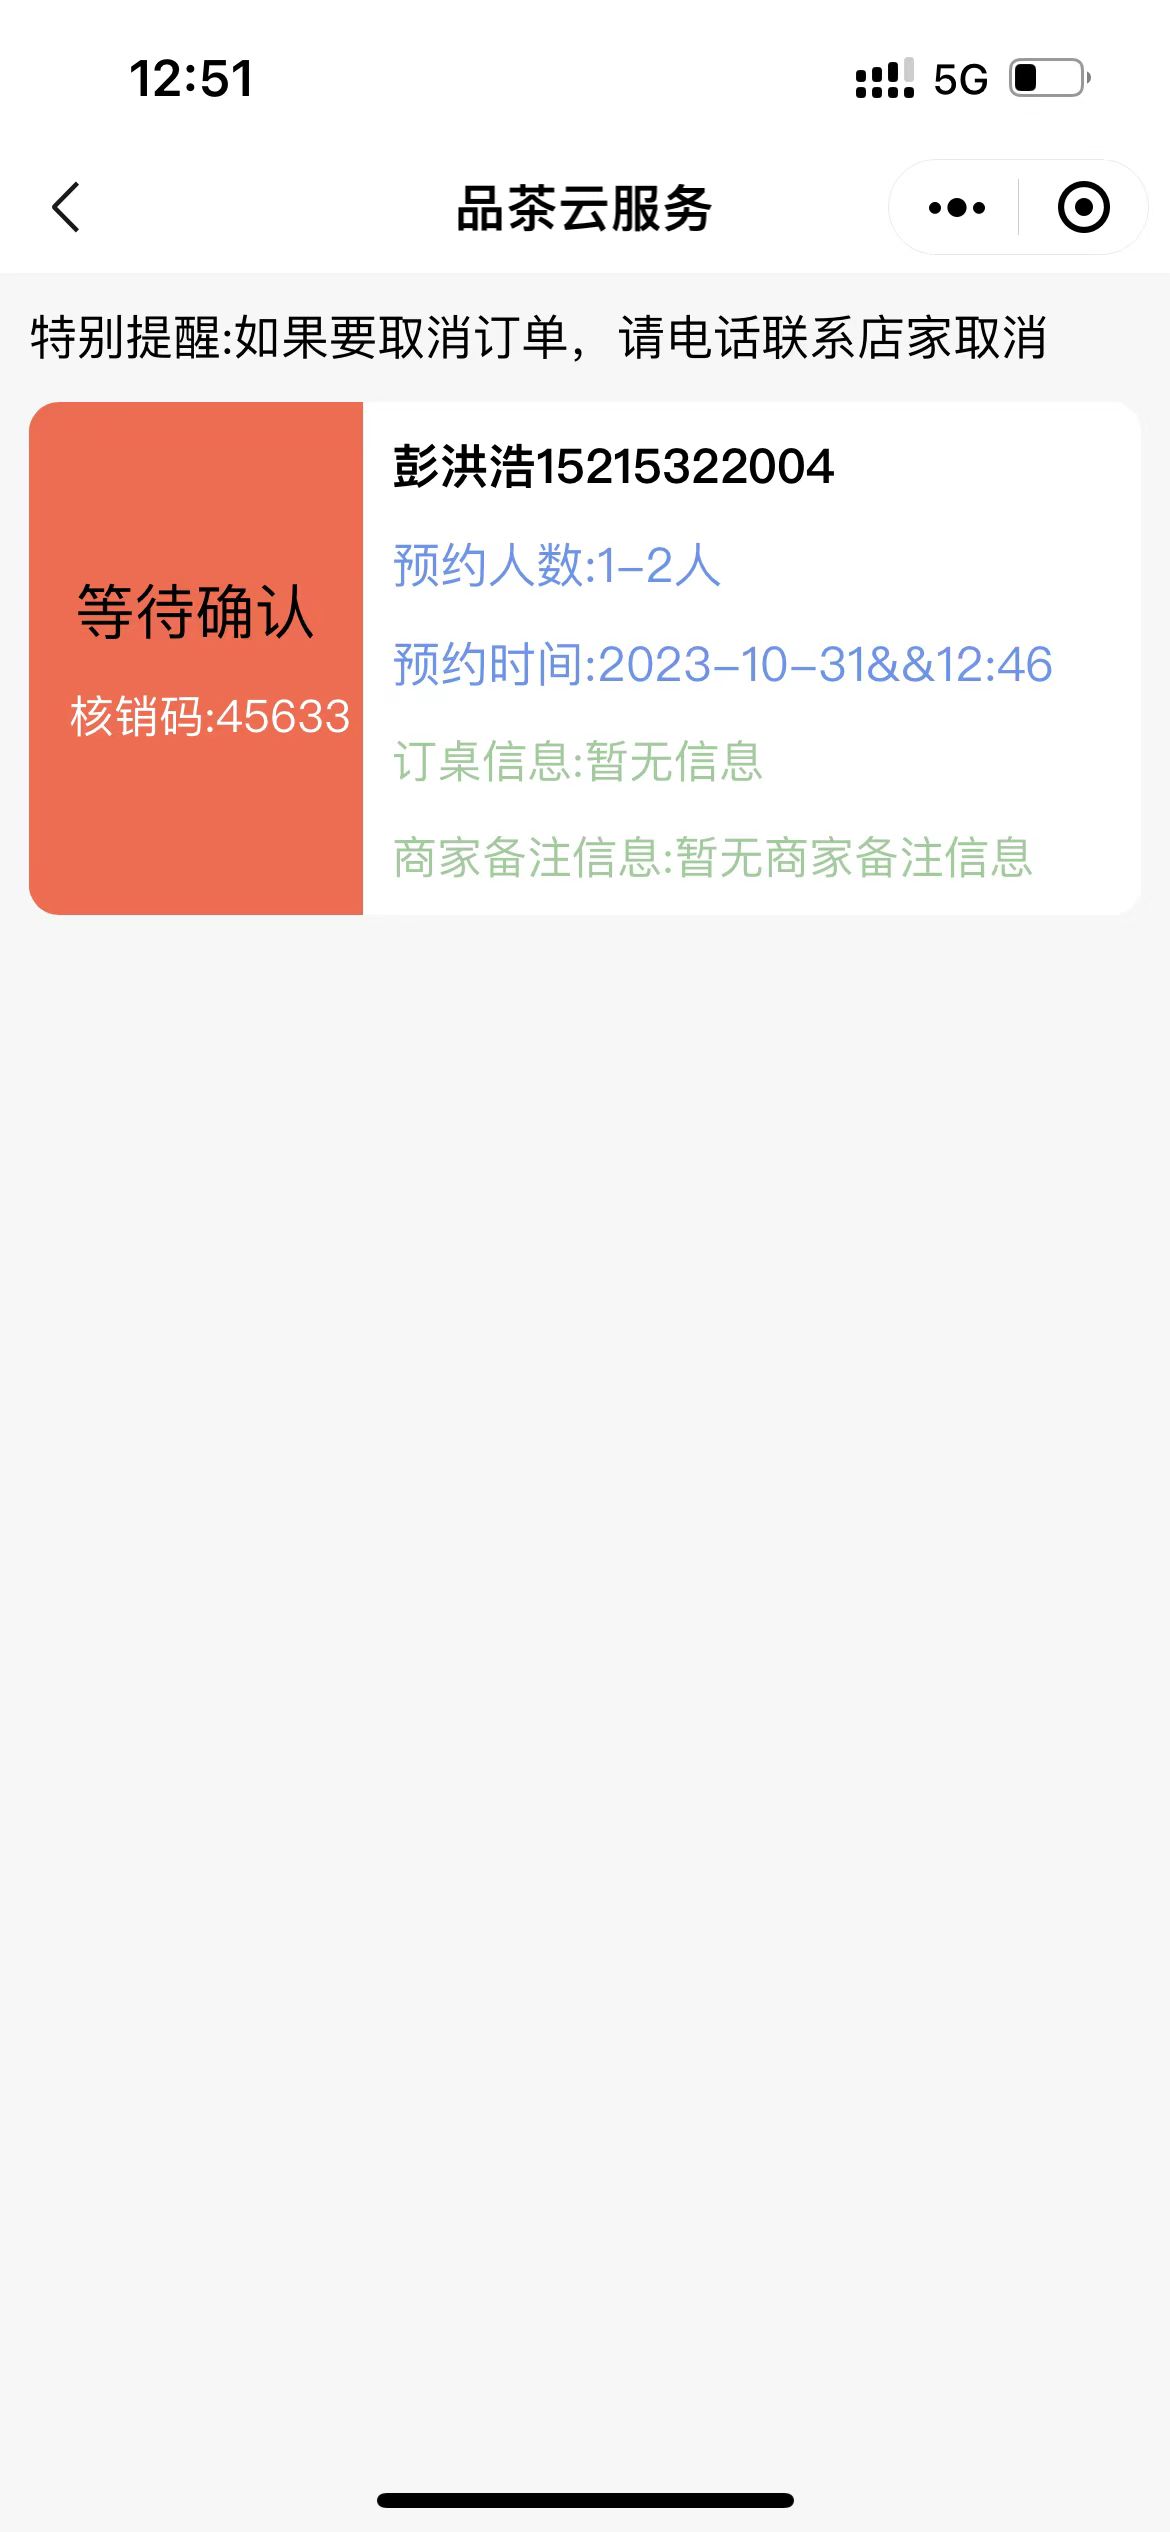 12:51
5G
品茶云服务
特别提醒:如果要取消订单，请电话联系店家取消
彭洪浩15215322004
等待确认
核销码:45633
预约人数:1-2人
预约时间:2023-10-31&&12:46
订桌信息:暂无信息
商家备注信息:暂无商家备注信息